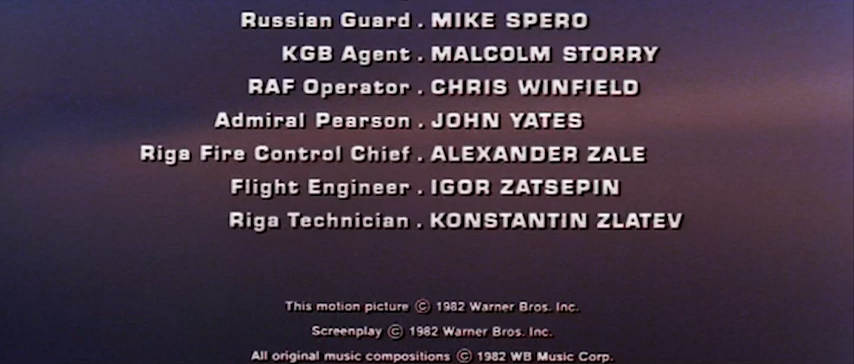 Russian Guard . MIKE SPERO
KGB Agent . MALCOLM STORRY
RAF Operator . CHRIS WINFIELD
Admiral Pearson . JOHN YATES
Riga Fire Control Chief . ALEXANDER ZALE
Flight Engineer . IGOR ZATSEPIN
Riga Technician . KONSTANTIN ZLATEV
This motion picture © 1982 Warner Bros. Inc.
Screenplay © 1982 Warner Bros. Inc.
All original music compositions © 1982 WB Music Corp.